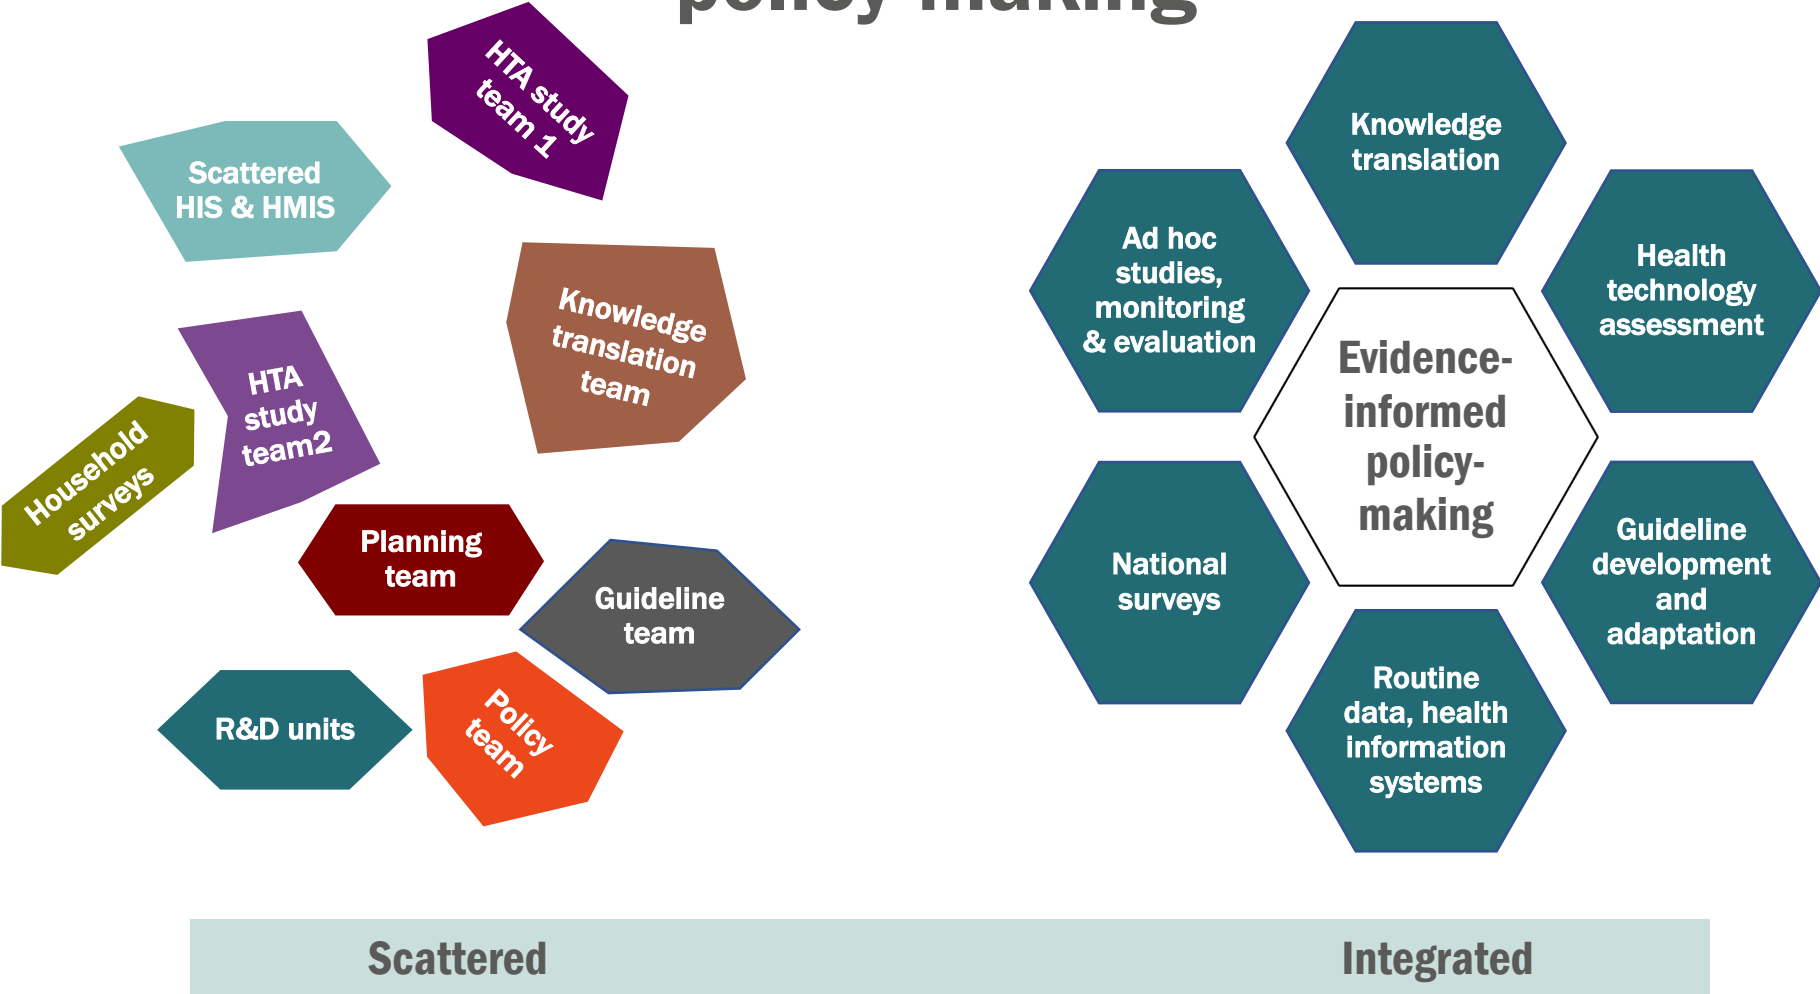 policy-making
HTA study
team 1
Scattered
HIS & HMIS
Knowledge
translation
team
HTA
study
team2
Household
surveys
Planning
team
Guideline
team
R&D units
Policy
team
Knowledge
translation
Ad hoc
studies,
monitoring
& evaluation
Health
technology
assessment
Evidence-
informed
policy-
making
National
surveys
Guideline
development
and
adaptation
Routine
data, health
information
systems
Scattered
Integrated